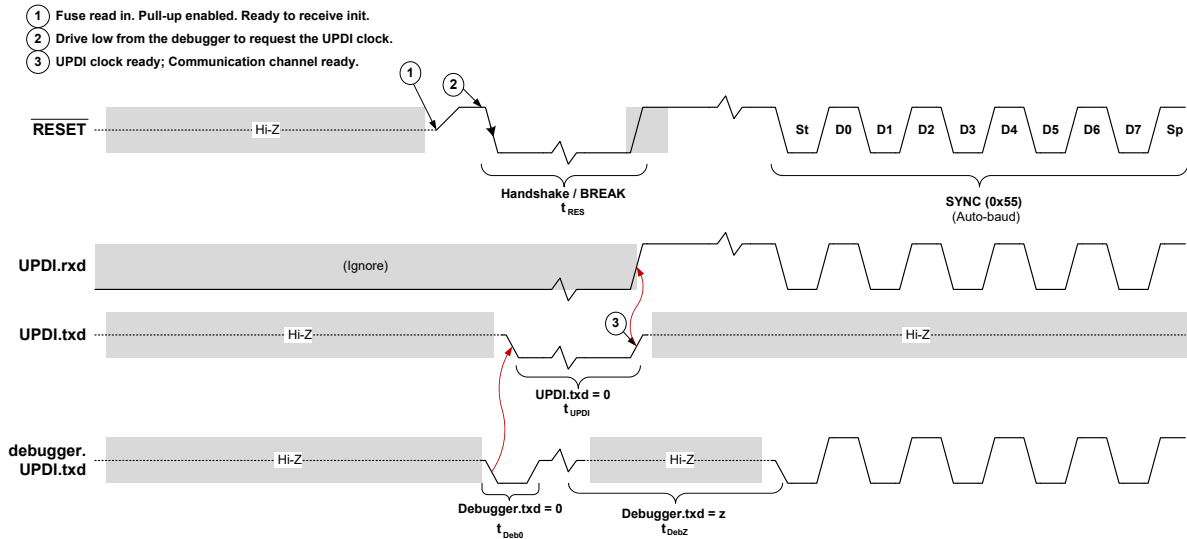 1 Fuse read in. Pull-up enabled. Ready to receive init.
2 Drive low from the debugger to request the UPDI clock.
3 UPDI clock ready; Communication channel ready.
1
2
RESET
Hi-Z
St D0 D1 D2 D3 D4 D5 D6 D7 Sp
Handshake / BREAK
tRES
SYNC (0x55)
(Auto-baud)
UPDI.rxd
(Ignore)
UPDI.txd
Hi-Z
3
Hi-Z
UPDI.txd = 0
tUPDI
debugger.
UPDI.txd
Hi-Z
Hi-Z
Debugger.txd = 0
tDeb0
Debugger.txd = z
tDebZ